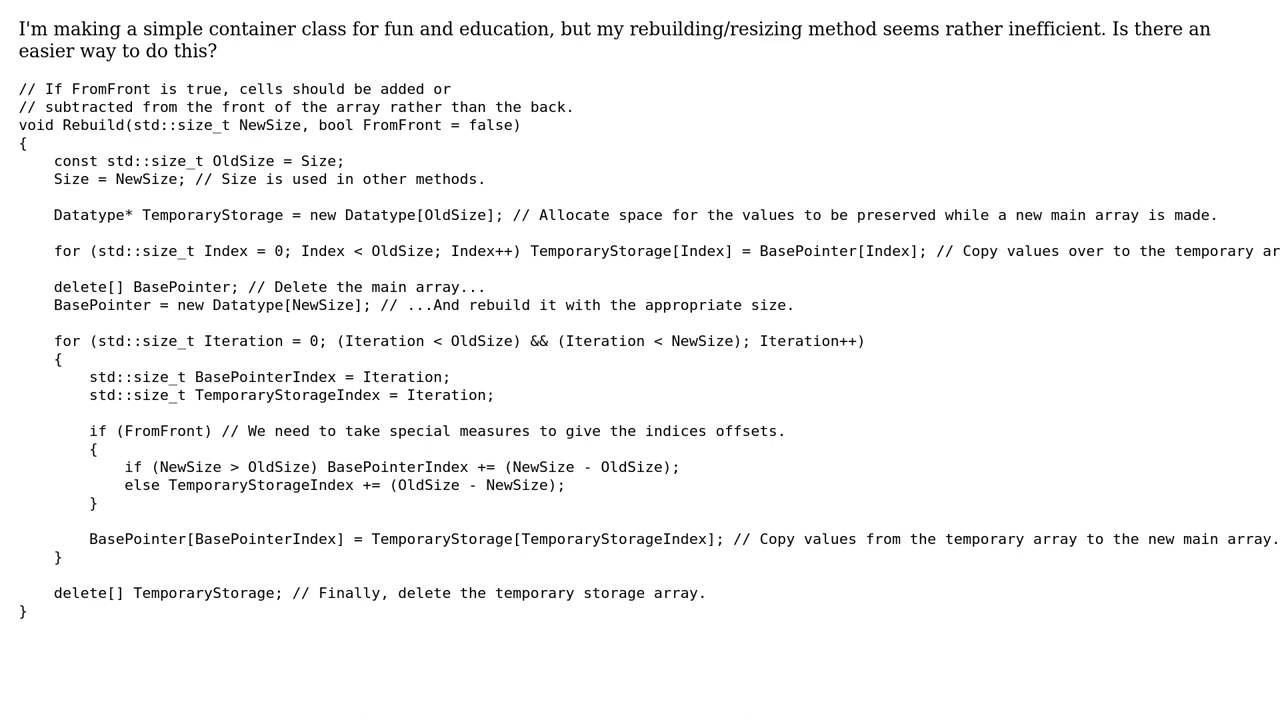 I'm making a simple container class for fun and education, but my rebuilding/resizing method seems rather inefficient. Is there an
easier way to do this?
// If FromFront is true, cells should be added or
// subtracted from the front of the array rather than the back.
void Rebuild(std::size_t NewSize, bool FromFront = false)
{
    const std::size_t OldSize = Size;
    Size = NewSize; // Size is used in other methods.
    Datatype* TemporaryStorage = new Datatype[OldSize]; // Allocate space for the values to be preserved while a new main array is made.
    for (std::size_t Index = 0; Index < OldSize; Index++) TemporaryStorage[Index] = BasePointer[Index]; // Copy values over to the temporary ar
    delete[] BasePointer; // Delete the main array...
    BasePointer = new Datatype[NewSize]; // ...And rebuild it with the appropriate size.
    for (std::size_t Iteration = 0; (Iteration < OldSize) && (Iteration < NewSize); Iteration++)
    {
        std::size_t BasePointerIndex = Iteration;
        std::size_t TemporaryStorageIndex = Iteration;
        if (FromFront) // We need to take special measures to give the indices offsets.
        {
            if (NewSize > OldSize) BasePointerIndex += (NewSize - OldSize);
            else TemporaryStorageIndex += (OldSize - NewSize);
        }
        BasePointer[BasePointerIndex] = TemporaryStorage[TemporaryStorageIndex]; // Copy values from the temporary array to the new main array.
    }
    delete[] TemporaryStorage; // Finally, delete the temporary storage array.
}